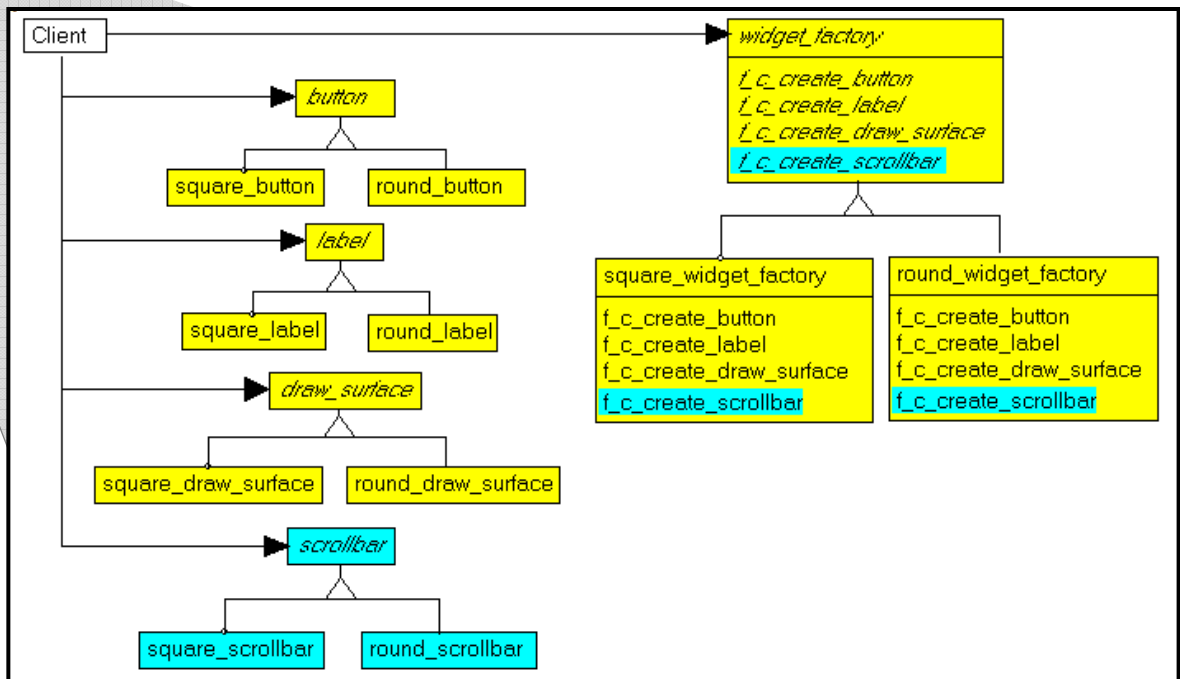 Client
button
square_button
round_button
label
square_label
round_label
draw_surface
square_draw_surface
round_draw_surface
scrollbar
square_scrollbar
round_scrollbar
widget_factory
f_c_create_button
f_c_create_label
f_c_create_draw_surface
f_c_create_scrollbar
square_widget_factory
f_c_create_button
f_c_create_label
f_c_create_draw_surface
f_c_create_scrollbar
round_widget_factory
f_c_create_button
f_c_create_label
f_c_create_draw_surface
f_c_create_scrollbar